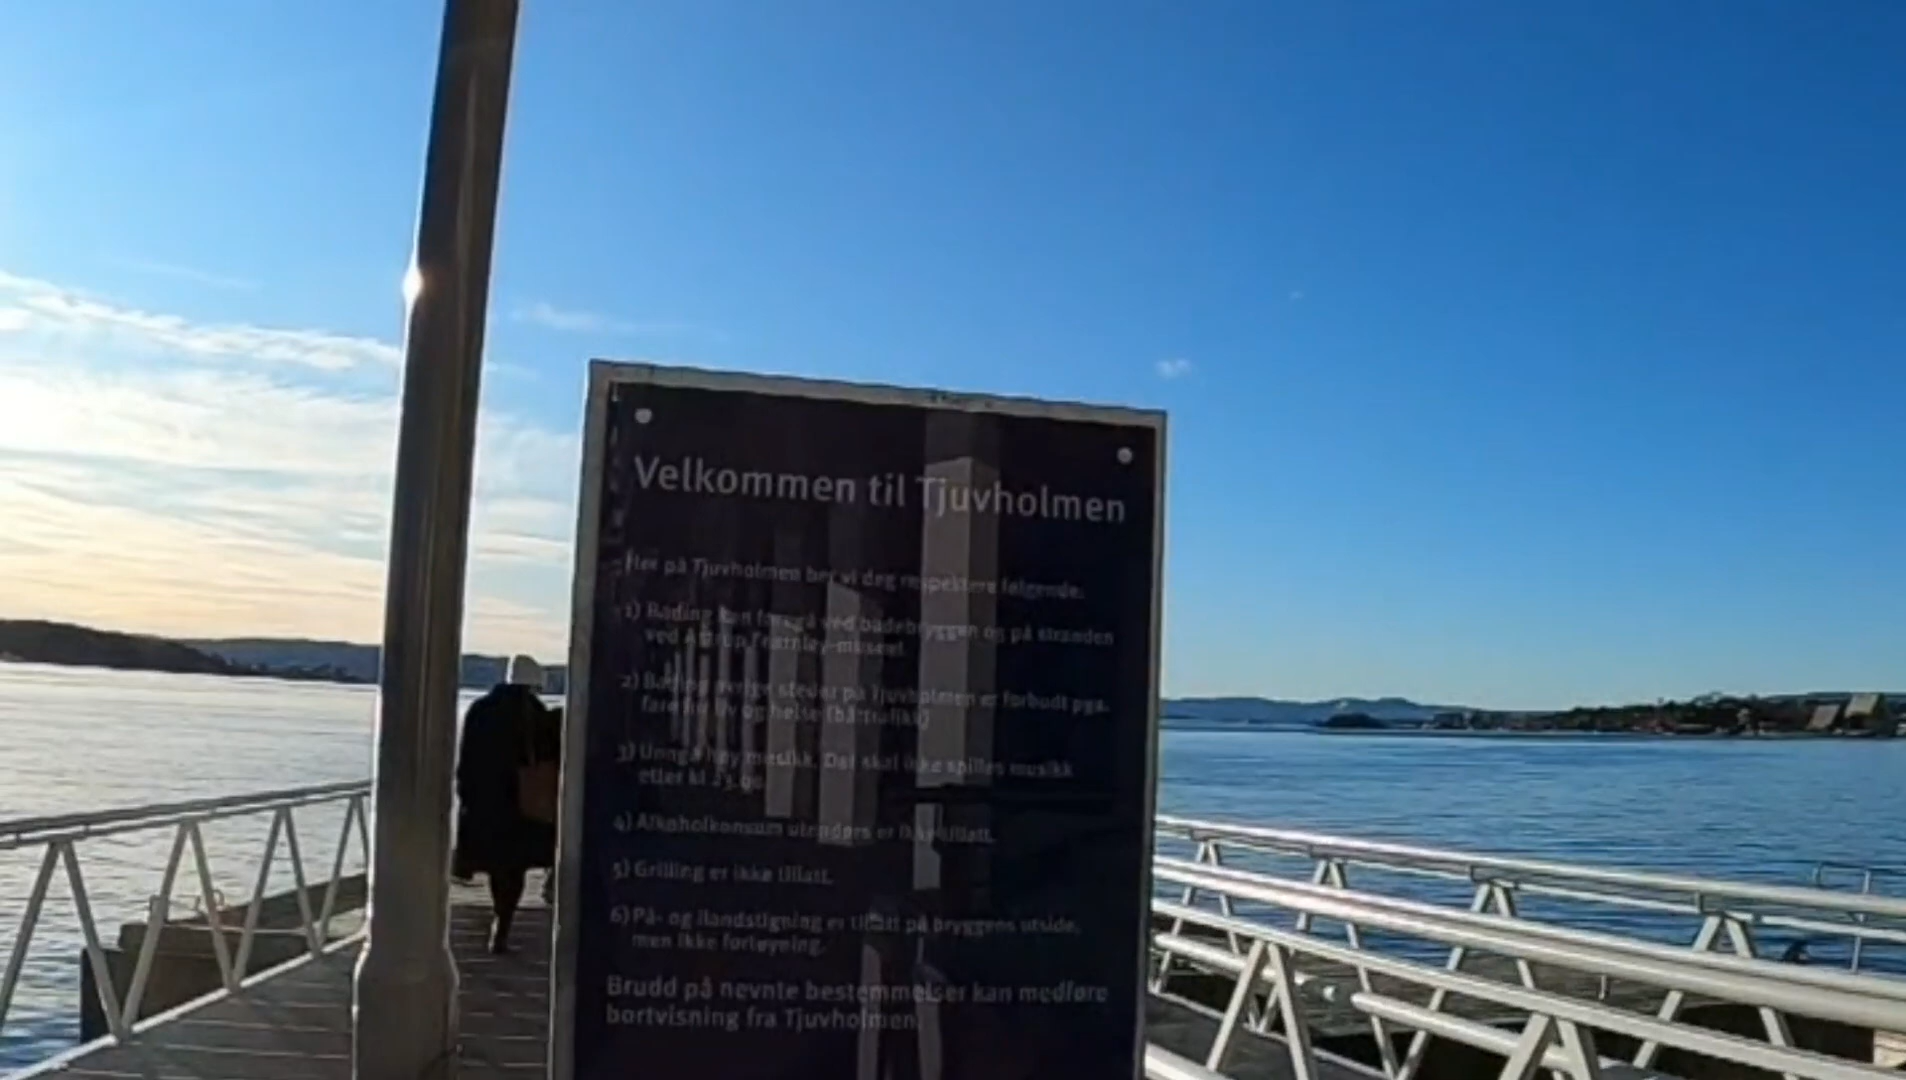 Velkommen til Tjuvholmen
Her på Tjuvholmen ber vi deg respektere følgende:
1) Bading kan foregå ved badebryggen og på stranden
ved Astrup Fearnley-museet.
2) Bading øvrige steder på Tjuvholmen er forbudt pga.
fare for liv og helse (båttrafikk)
3) Unngå høy musikk. Det skal ikke spilles musikk
etter kl 23.00
4) Alkoholkonsum utendørs er ikke tillatt.
5) Grilling er ikke tillatt.
6) På- og ilandstigning er tillatt på bryggens utside,
men ikke fortøyning.
Brudd på nevnte bestemmelser kan medføre
bortvisning fra Tjuvholmen.